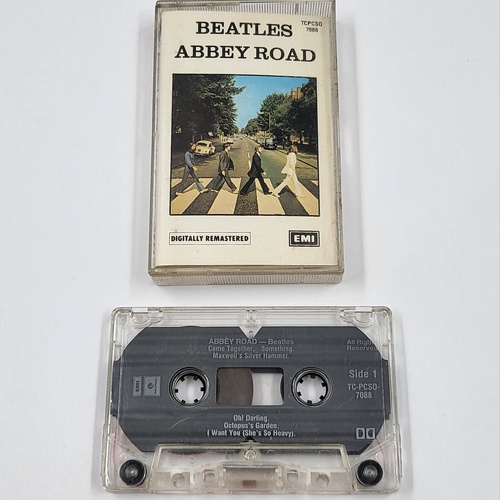 BEATLES
TCPCSO
7088
ABBEY ROAD
DIGITALLY REMASTERED
EMI
ABBEY ROAD — Beatles
Come Together. Something.
Maxwell's Silver Hammer.
All Rights
Reserved
Side 1
TC-PCSO-
7088
EMI
Oh! Darling.
Octopus's Garden.
I Want You (She's So Heavy).